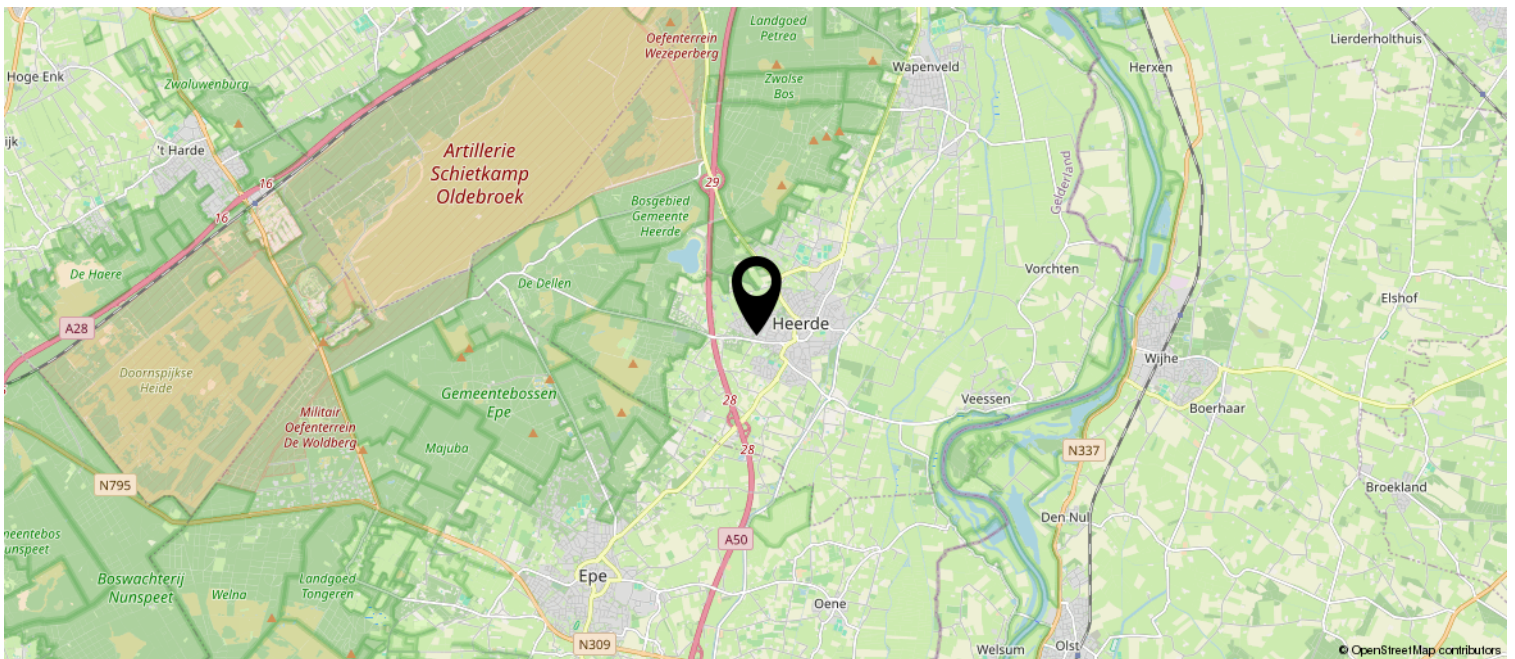 Landgoed
Petrea
Oefenterrein
Wezeperberg
Lierderholthuis
Hoge Enk
Zwaluwenburg
Zwolse
Bos
Wapenveld
Herxen
ijk
't Harde
Artillerie
Schietkamp
Oldebroek
16
29
Gelderland
16
Bosgebied
Gemeente
Heerde
De Haere
De Dellen
Vorchten
Elshof
A28
Heerde
Wijhe
Doornspijkse
Heide
Gemeentebossen
Epe
28
Veessen
Boerhaar
Militair
Oefenterrein
De Woldberg
Majuba
28
N337
N795
Broekland
Den Nul
meentebos
unspeet
A50
Boswachterij
Nunspeet
Welna
Landgoed
Tongeren
Epe
Oene
N309
Welsum
Olst
© OpenStreetMap contributors